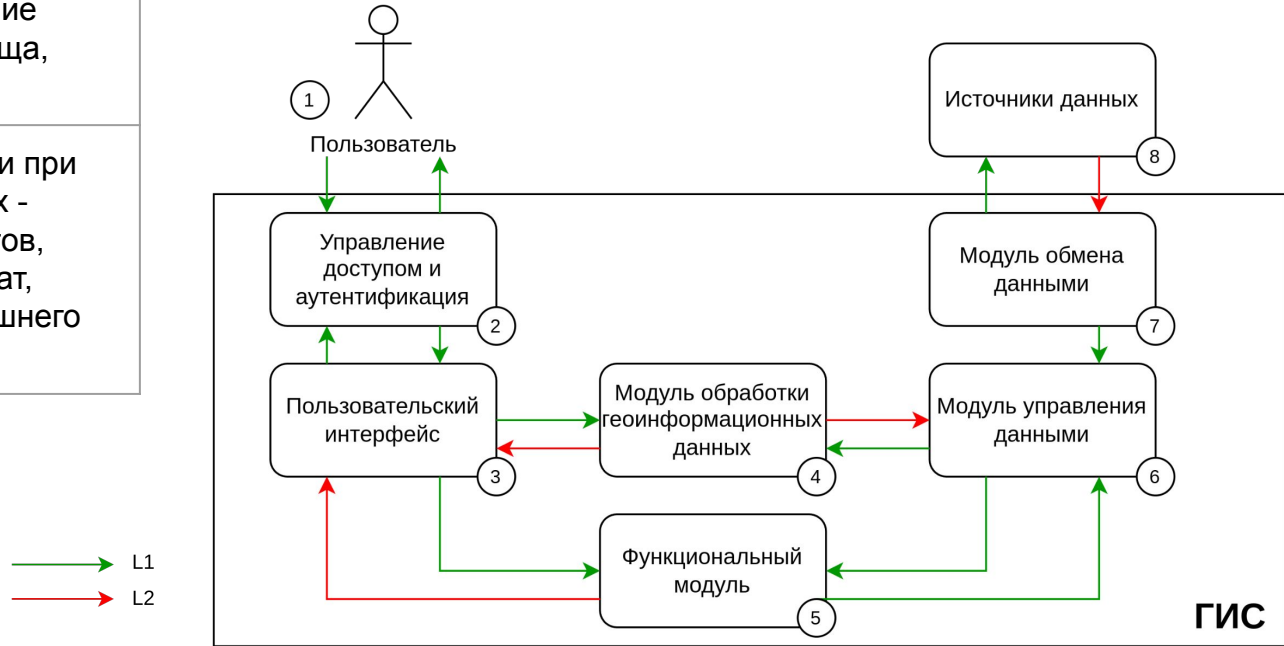 ие
ща,
и при
х -
ов,
ат,
шнего
1
Пользователь
Источники данных
8
Управление
доступом и
аутентификация
2
Модуль обмена
данными
7
Пользовательский
интерфейс
3
Модуль обработки
геоинформационных
данных
4
Модуль управления
данными
6
Функциональный
модуль
5
L1
L2
ГИС